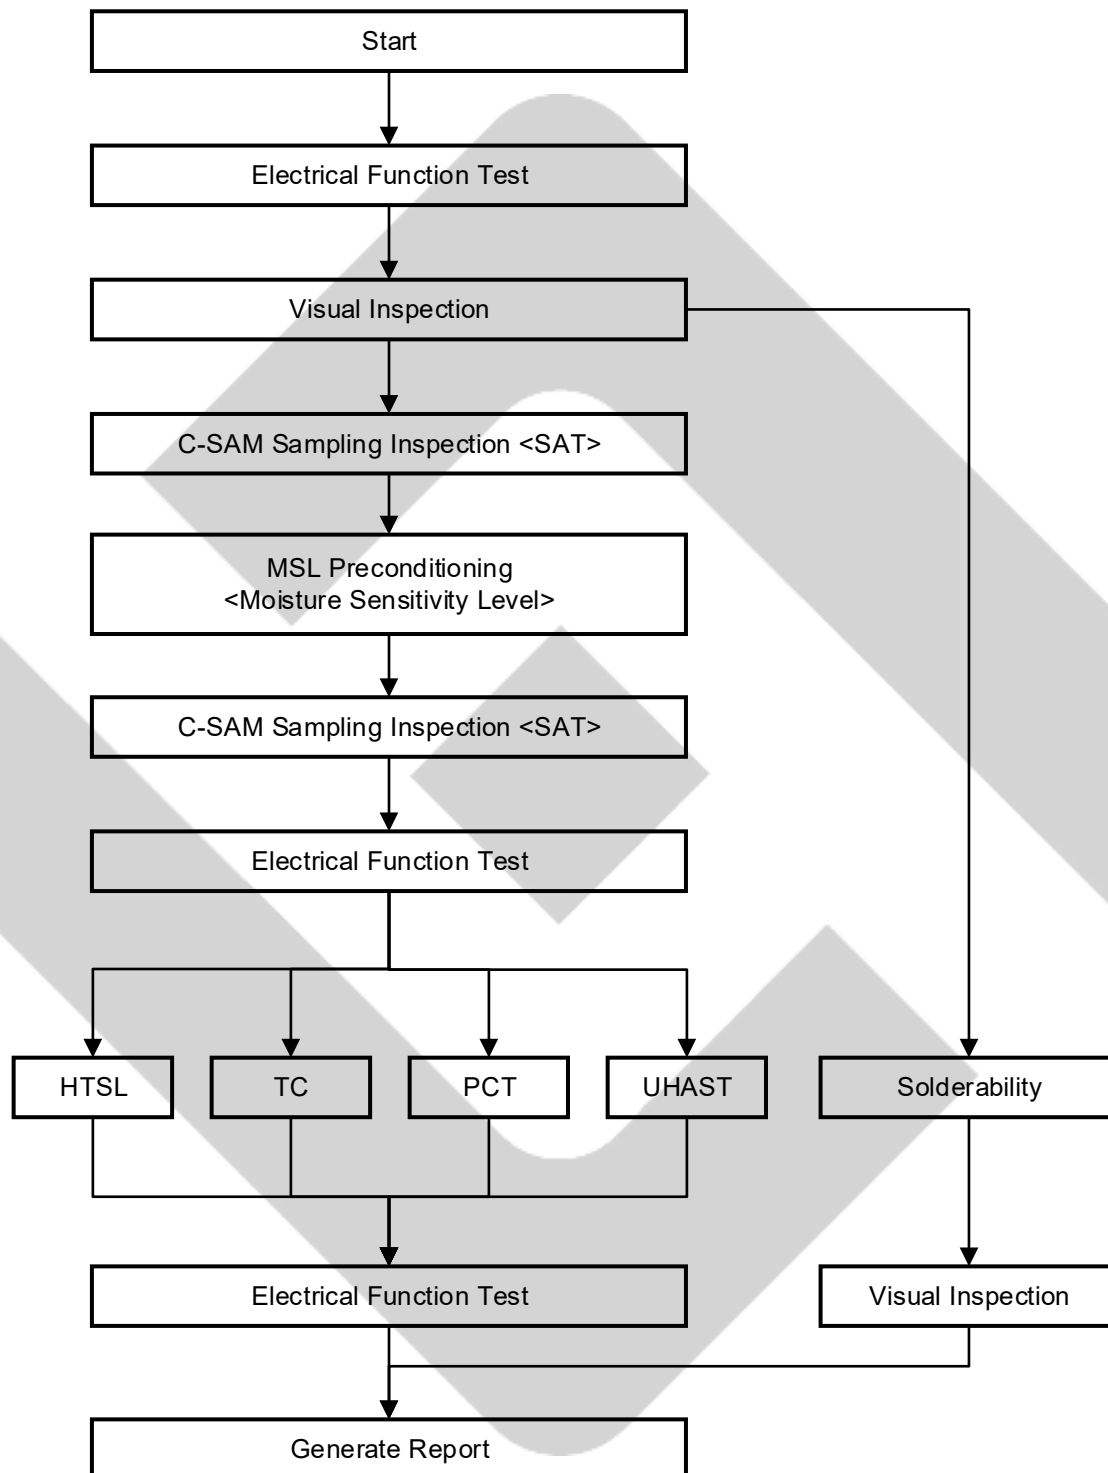 Start
Electrical Function Test
Visual Inspection
C-SAM Sampling Inspection <SAT>
MSL Preconditioning
<Moisture Sensitivity Level>
C-SAM Sampling Inspection <SAT>
Electrical Function Test
HTSL
TC
PCT
UHAST
Solderability
Electrical Function Test
Visual Inspection
Generate Report